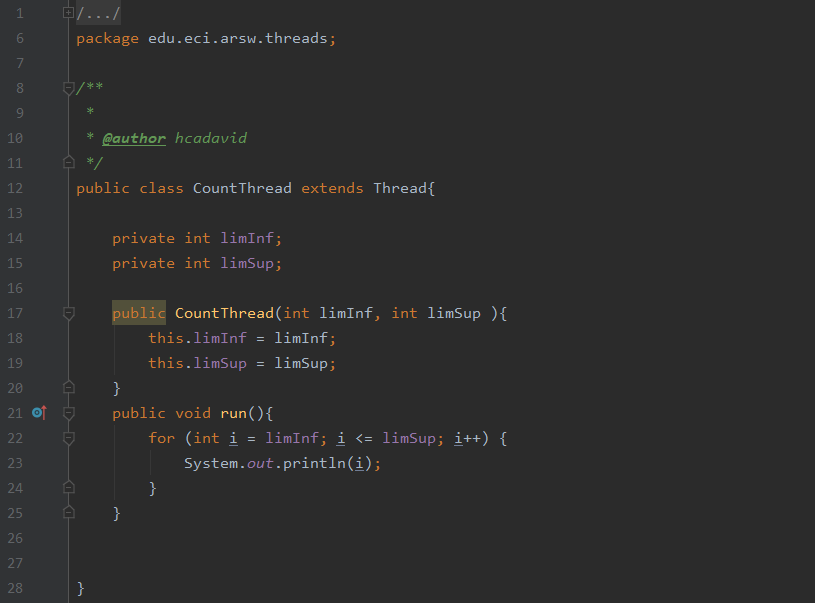 1 /.../
6 package edu.eci.arsw.threads;
7
8 /**
9  *
10  * @author hcadavid
11  */
12 public class CountThread extends Thread{
13
14     private int limInf;
15     private int limSup;
16
17     public CountThread(int limInf, int limSup ){
18         this.limInf = limInf;
19         this.limSup = limSup;
20     }
21     public void run(){
22         for (int i = limInf; i <= limSup; i++) {
23             System.out.println(i);
24         }
25     }
26
27
28 }